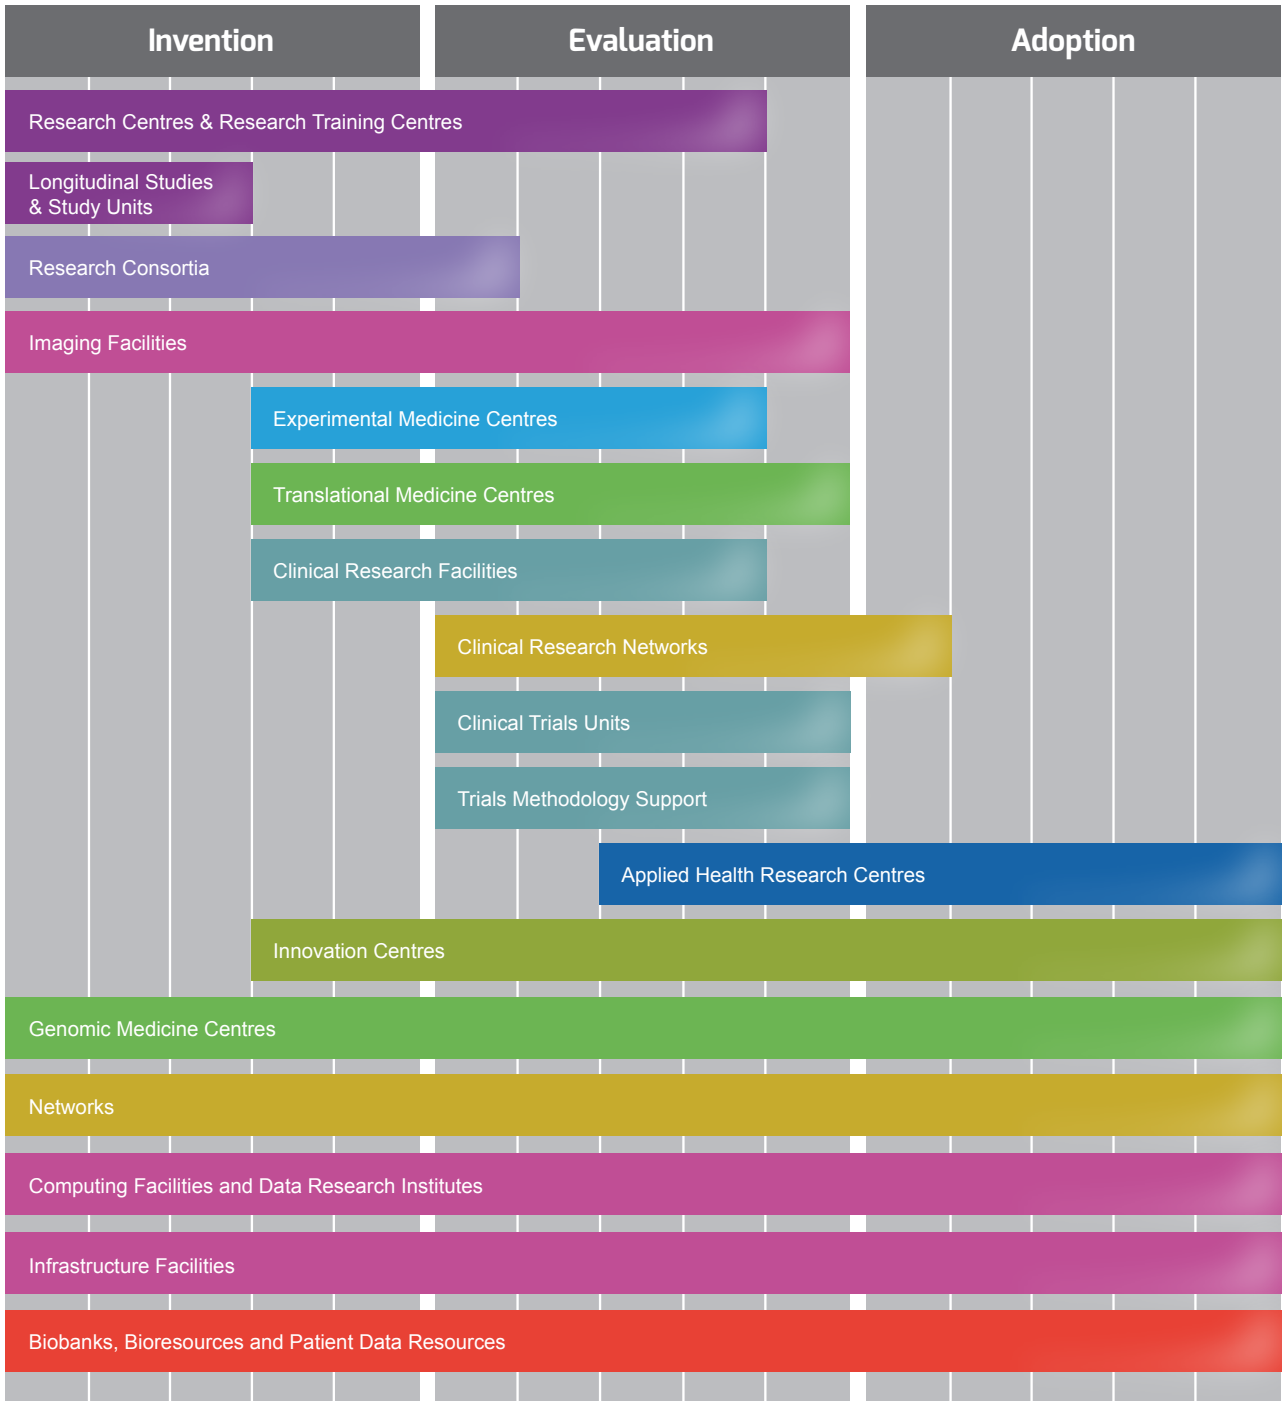 Invention
Evaluation
Adoption
Research Centres & Research Training Centres
Longitudinal Studies
& Study Units
Research Consortia
Imaging Facilities
Experimental Medicine Centres
Translational Medicine Centres
Clinical Research Facilities
Clinical Research Networks
Clinical Trials Units
Trials Methodology Support
Applied Health Research Centres
Innovation Centres
Genomic Medicine Centres
Networks
Computing Facilities and Data Research Institutes
Infrastructure Facilities
Biobanks, Bioresources and Patient Data Resources